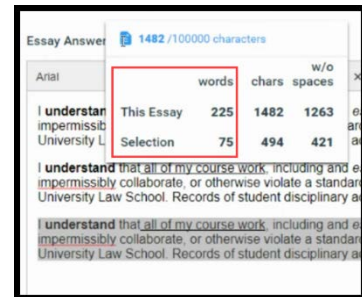 Essay Answer
1482 /100000 characters
Arial
w/o
words chars spaces
This Essay 225 1482 1263
Selection 75 494 421
I understan
impermissib
University L
I understand that all of my course work, including and e
impermissibly collaborate, or otherwise violate a standar
University Law School. Records of student disciplinary a
I understand that all of my course work, including and e
impermissibly collaborate, or otherwise violate a standar
University Law School. Records of student disciplinary a